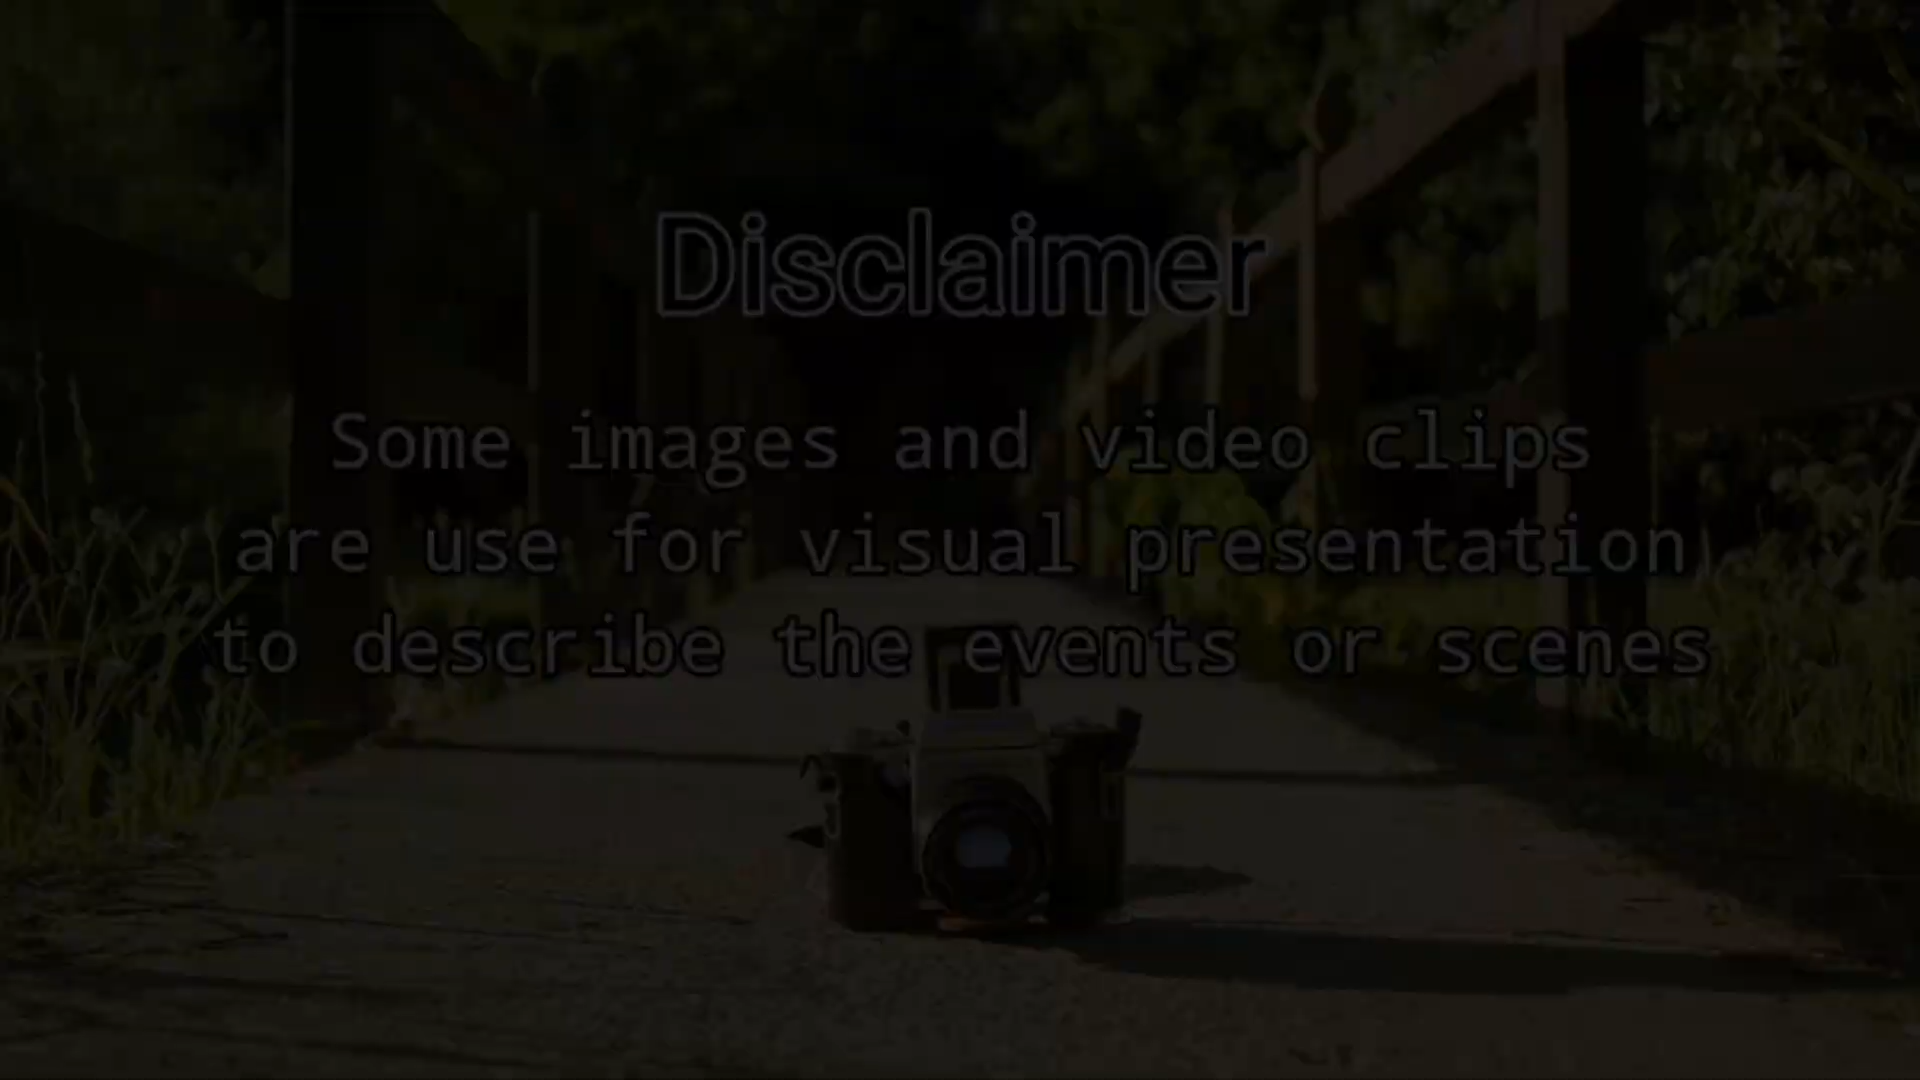 Disclaimer
Some images and video clips
are use for visual presentation
to describe the events or scenes